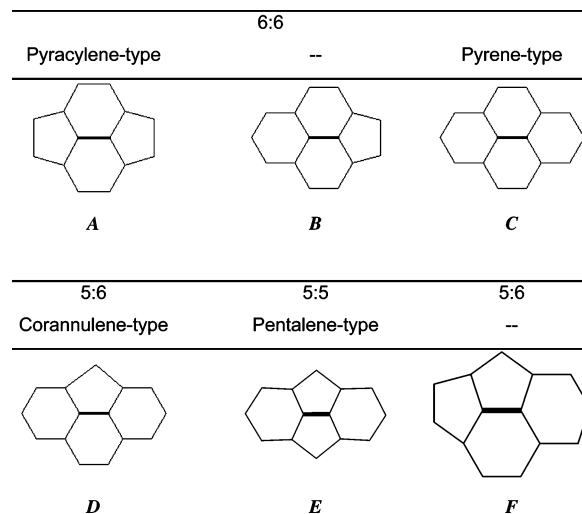 6:6
Pyracylene-type -- Pyrene-type
A B C
5:6 5:5 5:6
Corannulene-type Pentalene-type --
D E F